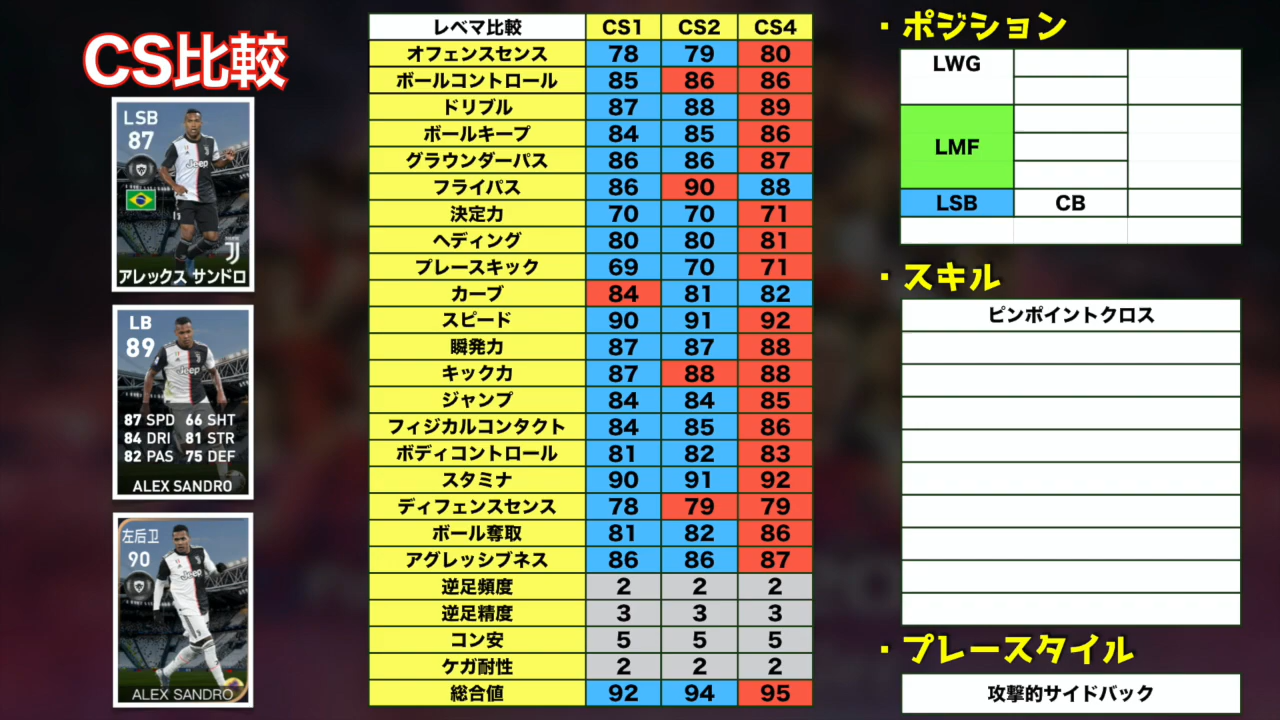 CS比較
LSB
87
Jeep
アレックス サンドロ
LB
89
Jeep
87 SPD 66 SHT
84 DRI 81 STR
82 PAS 75 DEF
ALEX SANDRO
左后卫
90
Jeep
ALEX SANDRO
レベマ比較 CS1 CS2 CS4
オフェンスセンス 78 79 80
ボールコントロール 85 86 86
ドリブル 87 88 89
ボールキープ 84 85 86
グラウンダーパス 86 86 87
フライパス 86 90 88
決定力 70 70 71
ヘディング 80 80 81
プレースキック 69 70 71
カーブ 84 81 82
スピード 90 91 92
瞬発力 87 87 88
キック力 87 88 88
ジャンプ 84 84 85
フィジカルコンタクト 84 85 86
ボディコントロール 81 82 83
スタミナ 90 91 92
ディフェンスセンス 78 79 79
ボール奪取 81 82 86
アグレッシブネス 86 86 87
逆足頻度 2 2 2
逆足精度 3 3 3
コン安 5 5 5
ケガ耐性 2 2 2
総合値 92 94 95
・ポジション
LWG
LMF
LSB CB
・スキル
ピンポイントクロス
・プレースタイル
攻撃的サイドバック